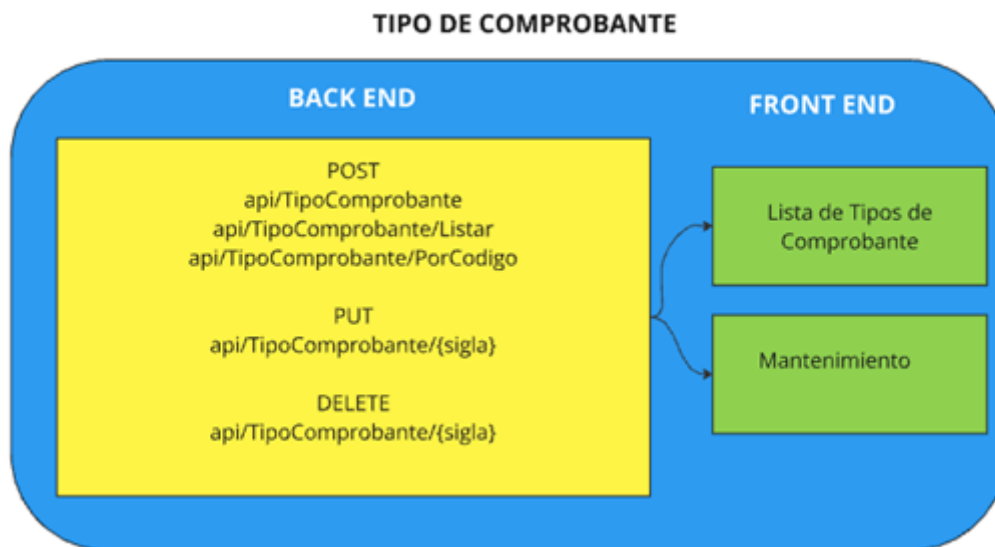 TIPO DE COMPROBANTE
BACK END
POST
api/TipoComprobante
api/TipoComprobante/Listar
api/TipoComprobante/PorCodigo
PUT
api/TipoComprobante/{sigla}
DELETE
api/TipoComprobante/{sigla}
FRONT END
Lista de Tipos de
Comprobante
Mantenimiento